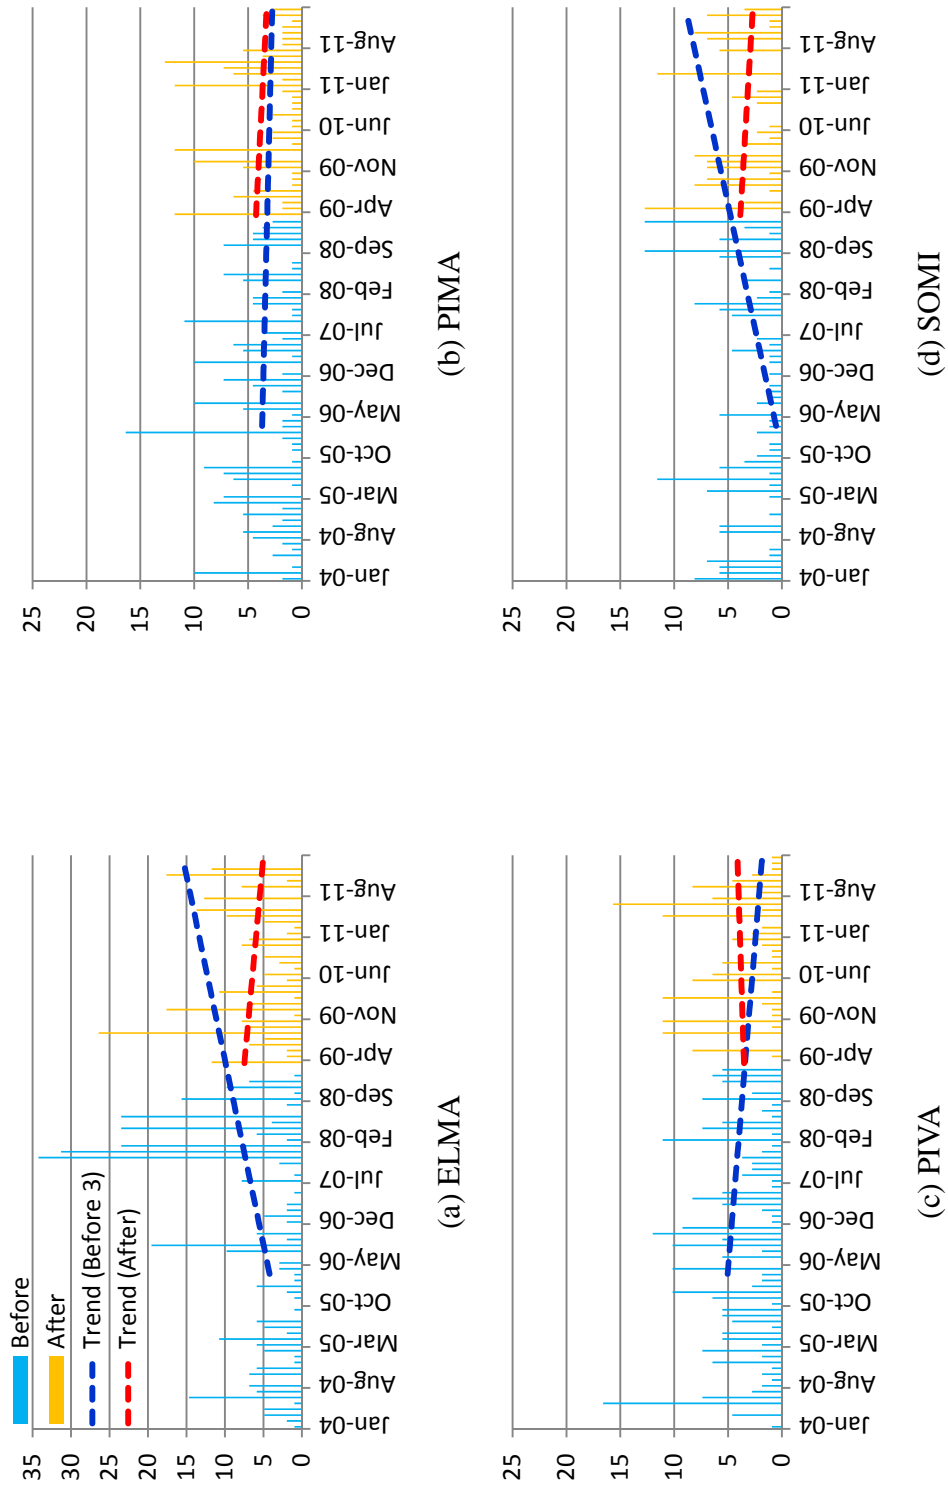 Before
After
Trend (Before 3)
Trend (After)
35
30
25
20
15
10
5
0
Jan-04
Aug-04
Mar-05
Oct-05
May-06
Dec-06
Jul-07
Feb-08
Sep-08
Apr-09
Nov-09
Jun-10
Jan-11
Aug-11
(a) ELMA
25
20
15
10
5
0
Jan-04
Aug-04
Mar-05
Oct-05
May-06
Dec-06
Jul-07
Feb-08
Sep-08
Apr-09
Nov-09
Jun-10
Jan-11
Aug-11
(b) PIMA
25
20
15
10
5
0
Jan-04
Aug-04
Mar-05
Oct-05
May-06
Dec-06
Jul-07
Feb-08
Sep-08
Apr-09
Nov-09
Jun-10
Jan-11
Aug-11
(c) PIVA
25
20
15
10
5
0
Jan-04
Aug-04
Mar-05
Oct-05
May-06
Dec-06
Jul-07
Feb-08
Sep-08
Apr-09
Nov-09
Jun-10
Jan-11
Aug-11
(d) SOMI